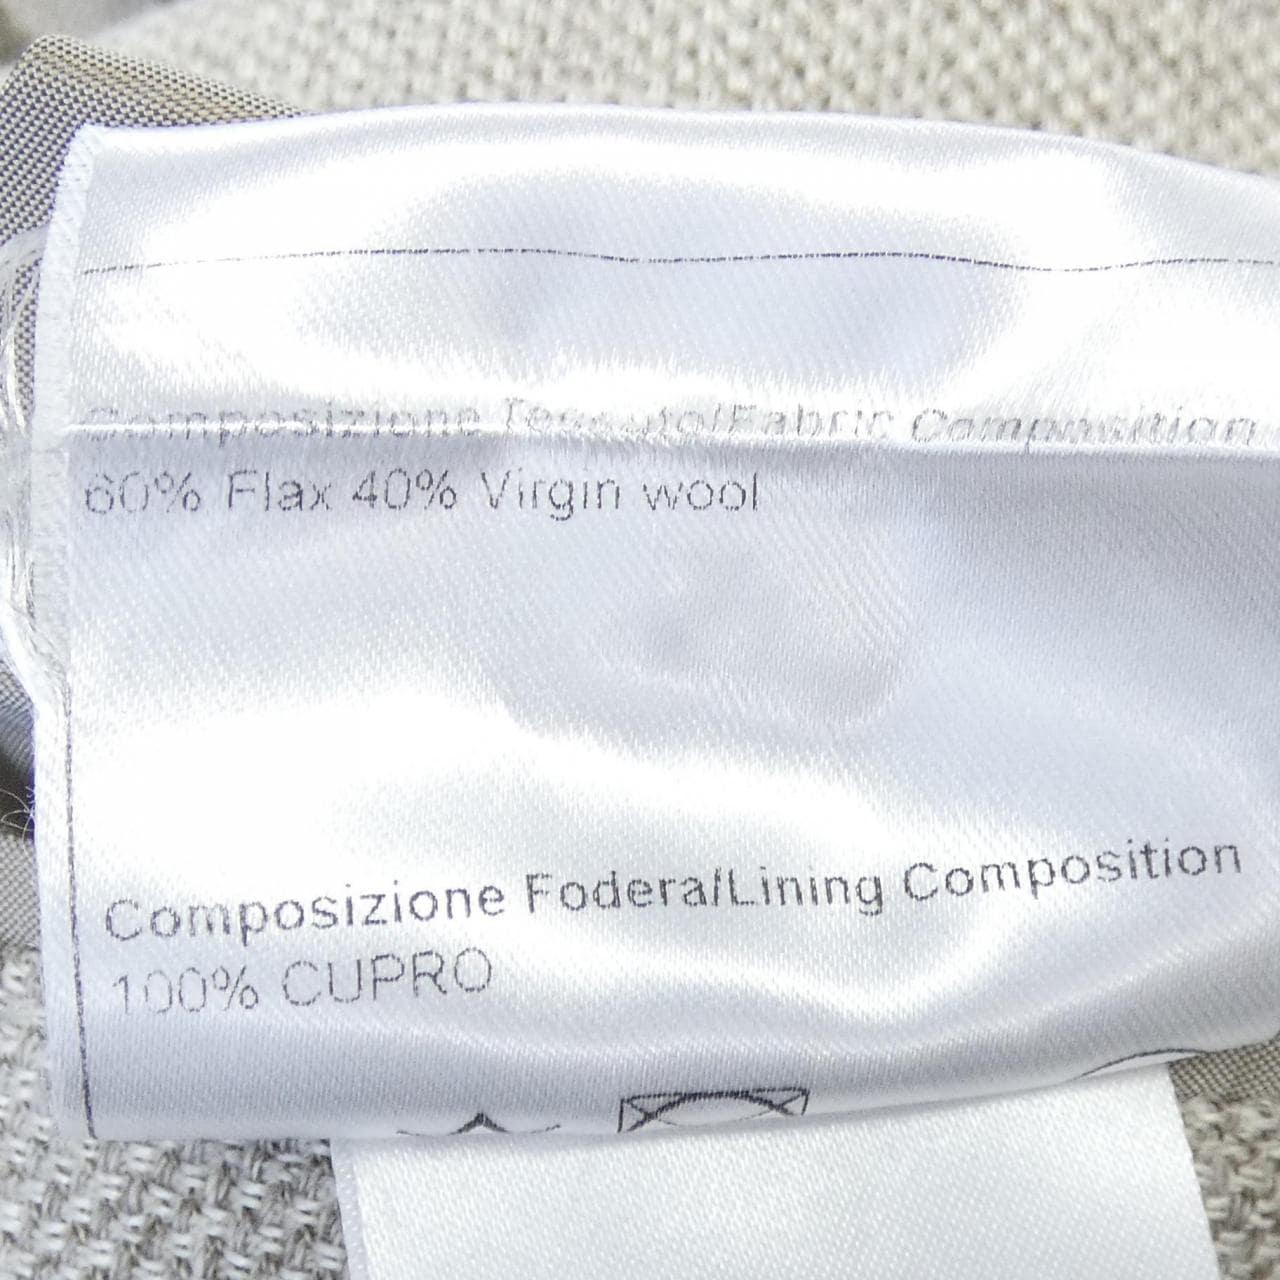 Composizione Tessuto/Fabric Composition
60% Flax 40% Virgin wool
Composizione Fodera/Lining Composition
100% CUPRO